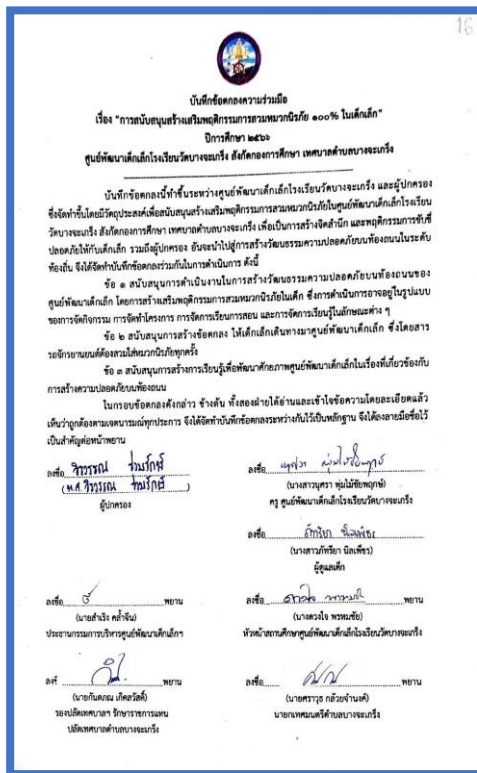 16
บันทึกข้อตกลงความร่วมมือ
เรื่อง "การสนับสนุนสร้างเสริมพฤติกรรมการสวมหมวกนิรภัย ๑๐๐% ในเด็กเล็ก"
ปีการศึกษา ๒๕๖๖
ศูนย์พัฒนาเด็กเล็กโรงเรียนวัดบางจะเกร็ง สังกัดกองการศึกษา เทศบาลตำบลบางจะเกร็ง
บันทึกข้อตกลงนี้ทำขึ้นระหว่างศูนย์พัฒนาเด็กเล็กโรงเรียนวัดบางจะเกร็ง และผู้ปกครอง
ซึ่งจัดทำขึ้นโดยมีวัตถุประสงค์เพื่อสนับสนุนสร้างเสริมพฤติกรรมการสวมหมวกนิรภัยในศูนย์พัฒนาเด็กเล็กโรงเรียน
วัดบางจะเกร็ง สังกัดกองการศึกษา เทศบาลตำบลบางจะเกร็ง เพื่อเป็นการสร้างจิตสำนึก และพฤติกรรมการขับขี่
ปลอดภัยให้กับเด็กเล็ก รวมถึงผู้ปกครอง อันจะนำไปสู่การสร้างวัฒนธรรมความปลอดภัยบนท้องถนนในระดับ
ท้องถิ่น จึงได้จัดทำบันทึกข้อตกลงร่วมกันในการดำเนินการ ดังนี้
ข้อ ๑ สนับสนุนการดำเนินงานในการสร้างวัฒนธรรมความปลอดภัยบนท้องถนนของ
ศูนย์พัฒนาเด็กเล็ก โดยการสร้างเสริมพฤติกรรมการสวมหมวกนิรภัยในเด็ก ซึ่งการดำเนินการอาจอยู่ในรูปแบบ
ของการจัดกิจกรรม การจัดทำโครงการ การจัดการเรียนการสอน และการจัดการเรียนรู้ในลักษณะต่าง ๆ
ข้อ ๒ สนับสนุนการสร้างข้อตกลง ให้เด็กเล็กเดินทางมาศูนย์พัฒนาเด็กเล็ก ซึ่งโดยสาร
รถจักรยานยนต์ต้องสวมใส่หมวกนิรภัยทุกครั้ง
ข้อ ๓ สนับสนุนการสร้างการเรียนรู้เพื่อพัฒนาศักยภาพศูนย์พัฒนาเด็กเล็กในเรื่องที่เกี่ยวข้องกับ
การสร้างความปลอดภัยบนท้องถนน
ในกรอบข้อตกลงดังกล่าว ข้างต้น ทั้งสองฝ่ายได้อ่านและเข้าใจข้อความโดยละเอียดแล้ว
เห็นว่าถูกต้องตามเจตนารมณ์ทุกประการ จึงได้จัดทำบันทึกข้อตกลงระหว่างกันไว้เป็นหลักฐาน จึงได้ลงลายมือชื่อไว้
เป็นสำคัญต่อหน้าพยาน
ลงชื่อ
ผู้ปกครอง
ลงชื่อ
(นางสาวนุศรา พุ่มไม้ชัยพฤกษ์)
ครู ศูนย์พัฒนาเด็กเล็กโรงเรียนวัดบางจะเกร็ง
ลงชื่อ ภัทรียา นิลเพ็ชร
(นางสาวภัทรียา นิลเพ็ชร)
ผู้ดูแลเด็ก
ลงชื่อ พยาน
(นายสำเริง คล้ำจีน)
ประธานกรรมการบริหารศูนย์พัฒนาเด็กเล็กฯ
ลงชื่อ ดวงใจ พรหมชัย พยาน
(นางดวงใจ พรหมชัย)
หัวหน้าสถานศึกษาศูนย์พัฒนาเด็กเล็กโรงเรียนวัดบางจะเกร็ง
ลงชื่อ พยาน
(นายกันตภณ เกิดสวัสดิ์)
รองปลัดเทศบาลฯ รักษาราชการแทน
ปลัดเทศบาลตำบลบางจะเกร็ง
ลงชื่อ พยาน
(นายศราวุธ กล้วยจำนงค์)
นายกเทศมนตรีตำบลบางจะเกร็ง